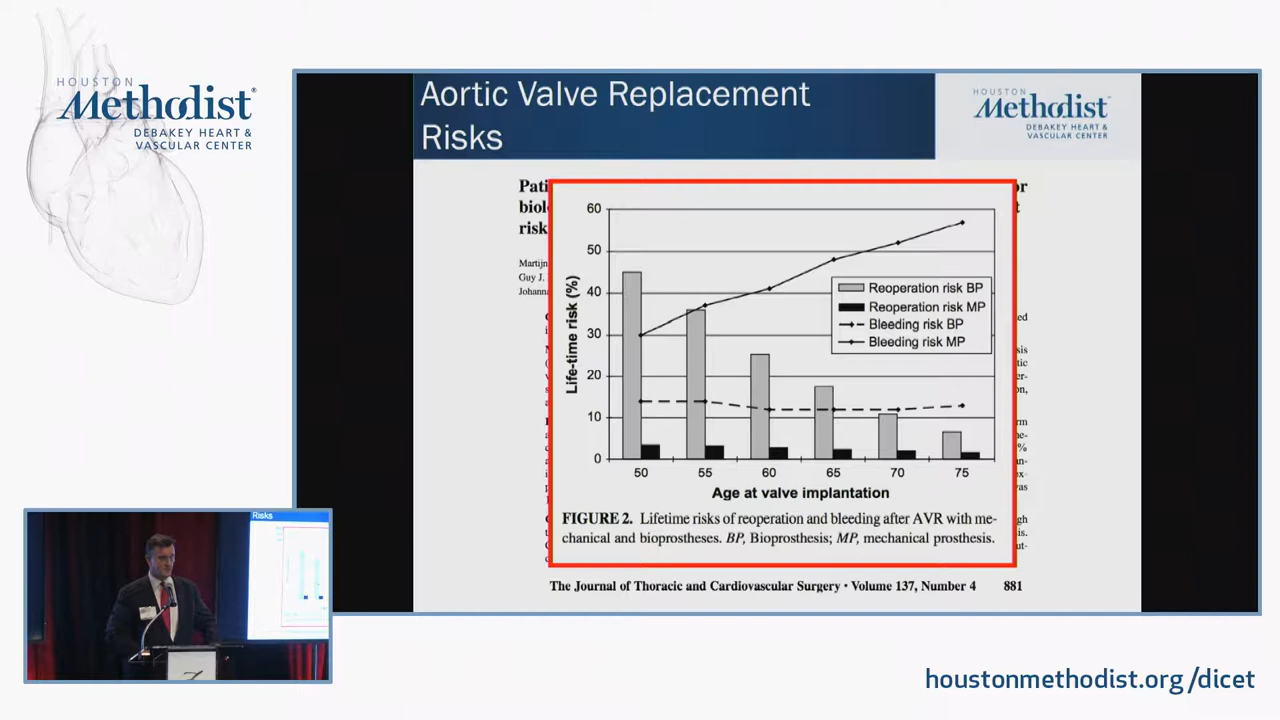 HOUSTON
Methodist®
DEBAKEY HEART &
VASCULAR CENTER
Aortic Valve Replacement
Risks
HOUSTON
Methodist
DEBAKEY HEART &
VASCULAR CENTER
Martijn
Guy J.
Johanna
60
50
40
30
20
10
0
Life-time risk (%)
Reoperation risk BP
Reoperation risk MP
Bleeding risk BP
Bleeding risk MP
50 55 60 65 70 75
Age at valve implantation
FIGURE 2. Lifetime risks of reoperation and bleeding after AVR with me-
chanical and bioprostheses. BP, Bioprosthesis; MP, mechanical prosthesis.
The Journal of Thoracic and Cardiovascular Surgery • Volume 137, Number 4 881
Risks
houstonmethodist.org/dicet